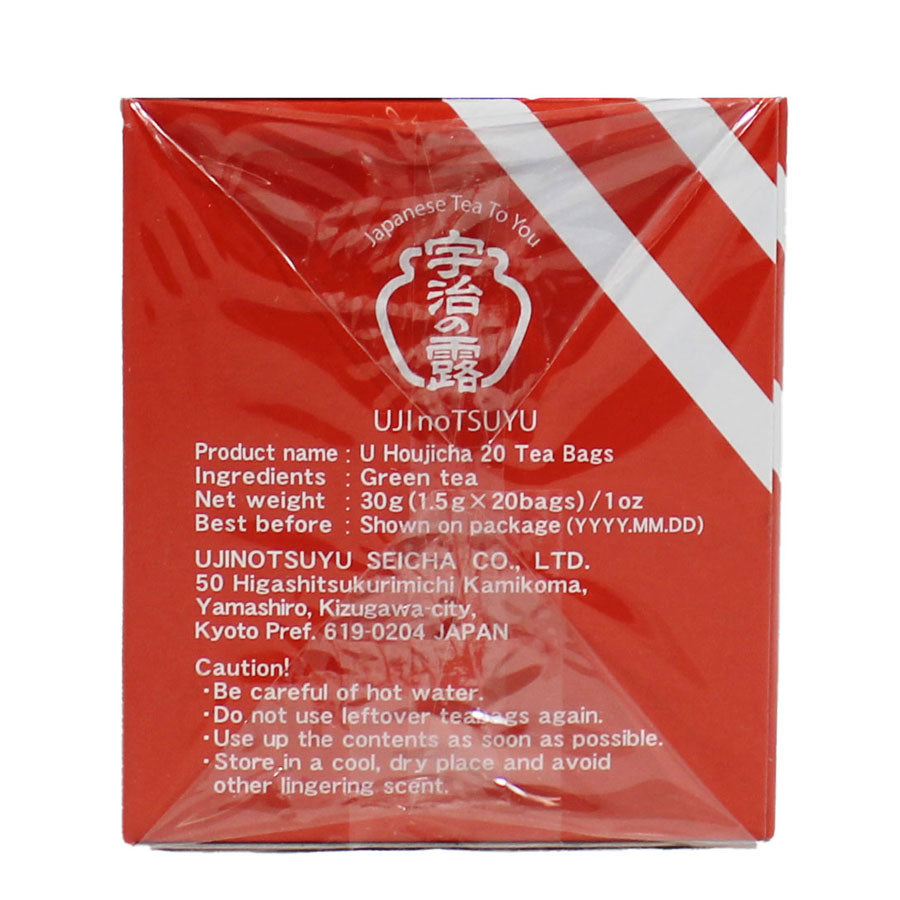 Japanese Tea To You
宇治の露
UJInoTSUYU
Product name : U Houjicha 20 Tea Bags
Ingredients : Green tea
Net weight : 30g (1.5g×20bags) /1oz
Best before : Shown on package (YYYY.MM.DD)
UJINOTSUYU SEICHA CO., LTD.
50 Higashitsukurimichi Kamikoma,
Yamashiro, Kizugawa-city,
Kyoto Pref. 619-0204 JAPAN
Caution!
・Be careful of hot water.
・Do not use leftover teabags again.
・Use up the contents as soon as possible.
・Store in a cool, dry place and avoid
other lingering scent.